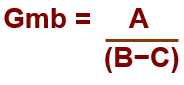 Gmb = A
(B−C)